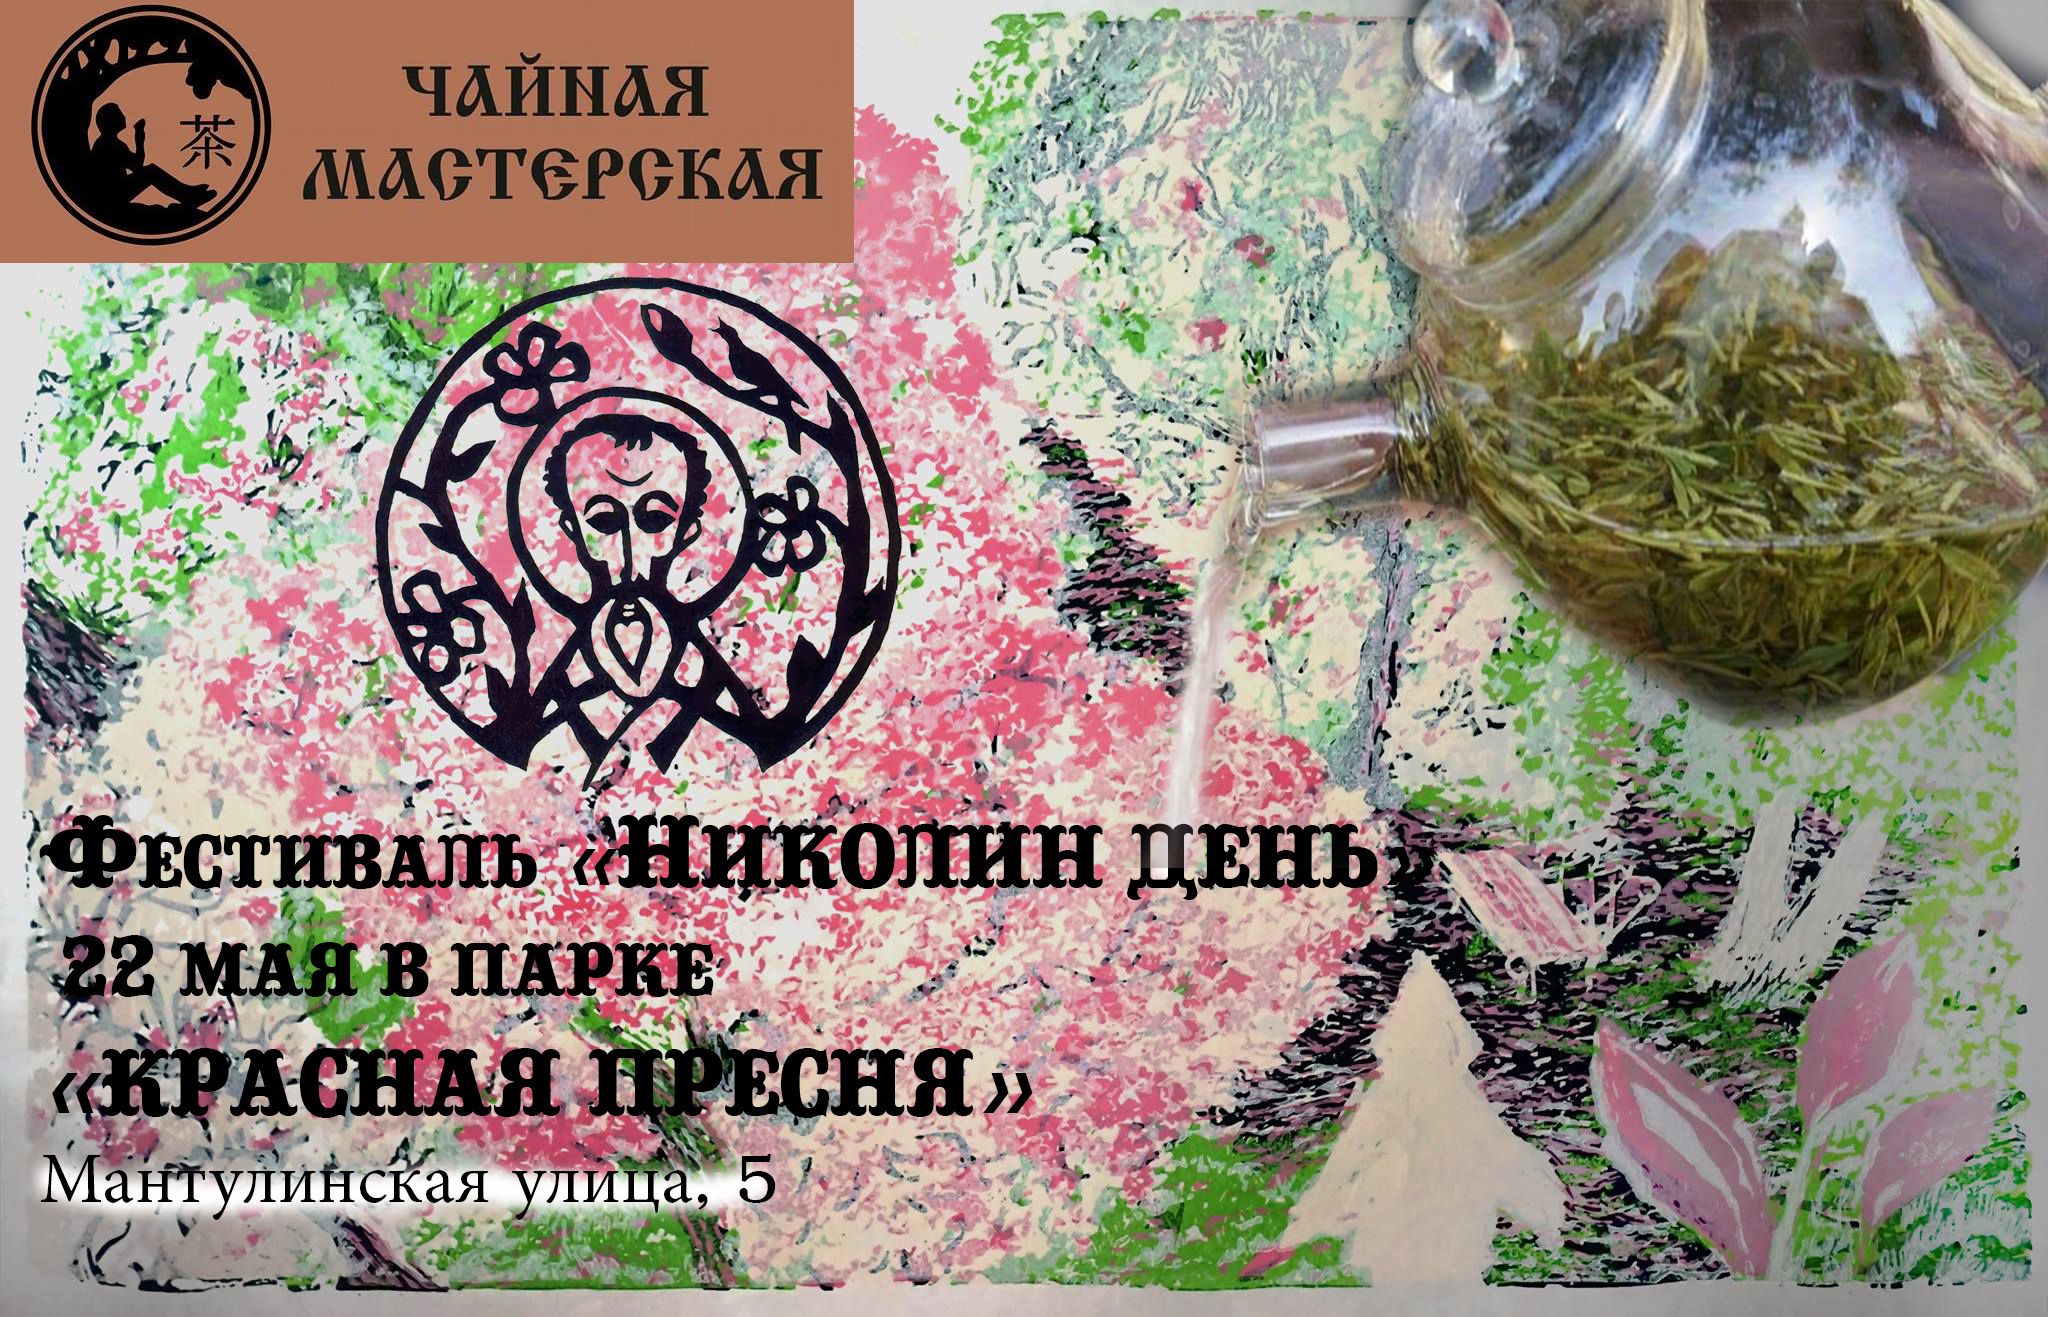 茶
ЧАЙНАЯ
МАСТЕРСКАЯ
Фестиваль «Николин день»
22 мая в парке
«Красная Пресня»
Мантулинская улица, 5